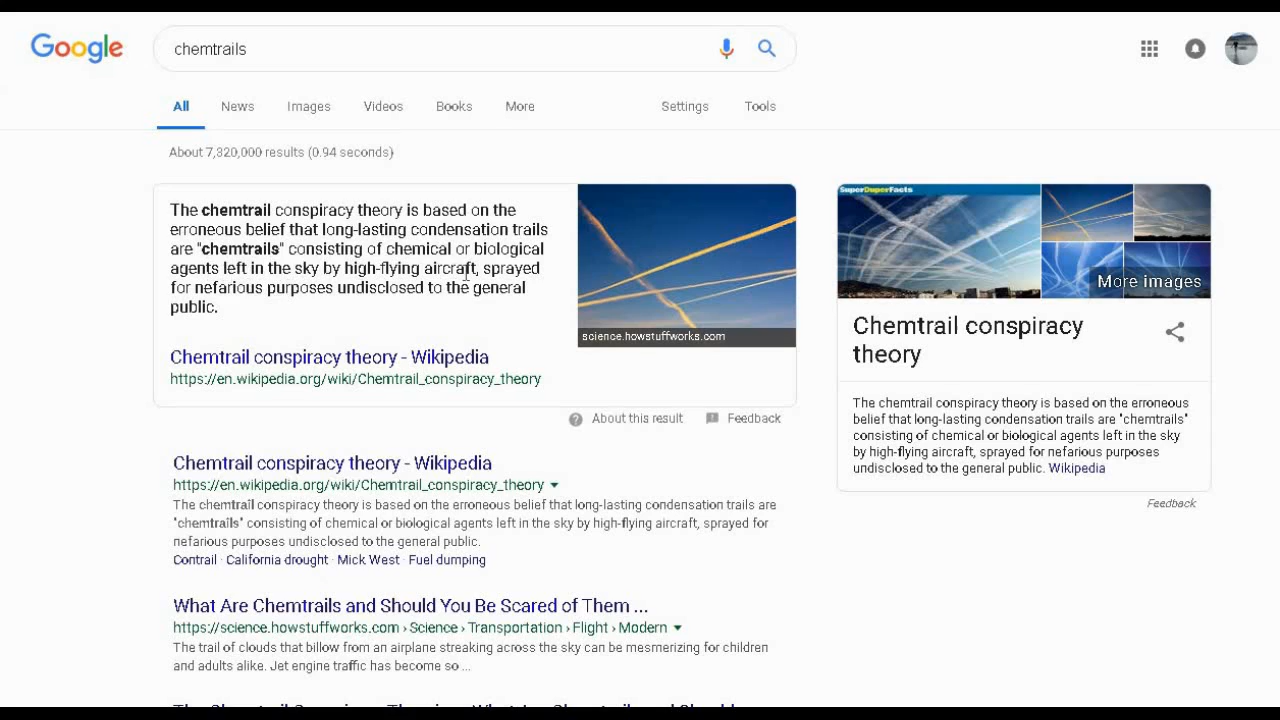 Google
chemtrails
All News Images Videos Books More Settings Tools
About 7,320,000 results (0.94 seconds)
The chemtrail conspiracy theory is based on the
erroneous belief that long-lasting condensation trails
are "chemtrails" consisting of chemical or biological
agents left in the sky by high-flying aircraft, sprayed
for nefarious purposes undisclosed to the general
public.
science.howstuffworks.com
Chemtrail conspiracy theory - Wikipedia
https://en.wikipedia.org/wiki/Chemtrail_conspiracy_theory
About this result Feedback
Chemtrail conspiracy theory - Wikipedia
https://en.wikipedia.org/wiki/Chemtrail_conspiracy_theory
The chemtrail conspiracy theory is based on the erroneous belief that long-lasting condensation trails are
"chemtrails" consisting of chemical or biological agents left in the sky by high-flying aircraft, sprayed for
nefarious purposes undisclosed to the general public.
Contrail · California drought · Mick West · Fuel dumping
What Are Chemtrails and Should You Be Scared of Them ...
https://science.howstuffworks.com › Science › Transportation › Flight › Modern
The trail of clouds that billow from an airplane streaking across the sky can be mesmerizing for children
and adults alike. Jet engine traffic has become so ...
SuperDuperFacts
More images
Chemtrail conspiracy
theory
The chemtrail conspiracy theory is based on the erroneous
belief that long-lasting condensation trails are "chemtrails"
consisting of chemical or biological agents left in the sky
by high-flying aircraft, sprayed for nefarious purposes
undisclosed to the general public. Wikipedia
Feedback